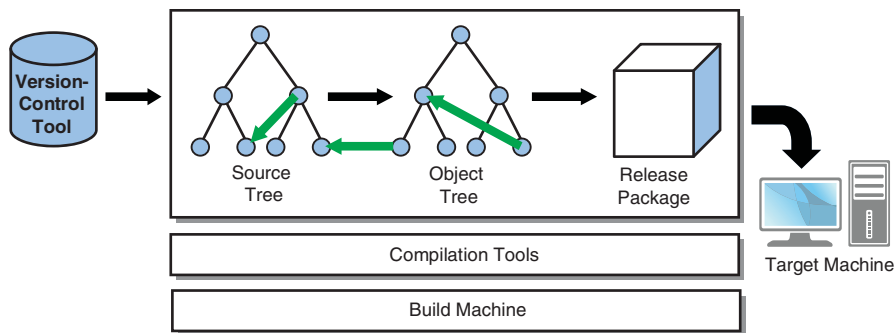 Version-
Control
Tool
Source
Tree
Object
Tree
Release
Package
Target Machine
Compilation Tools
Build Machine